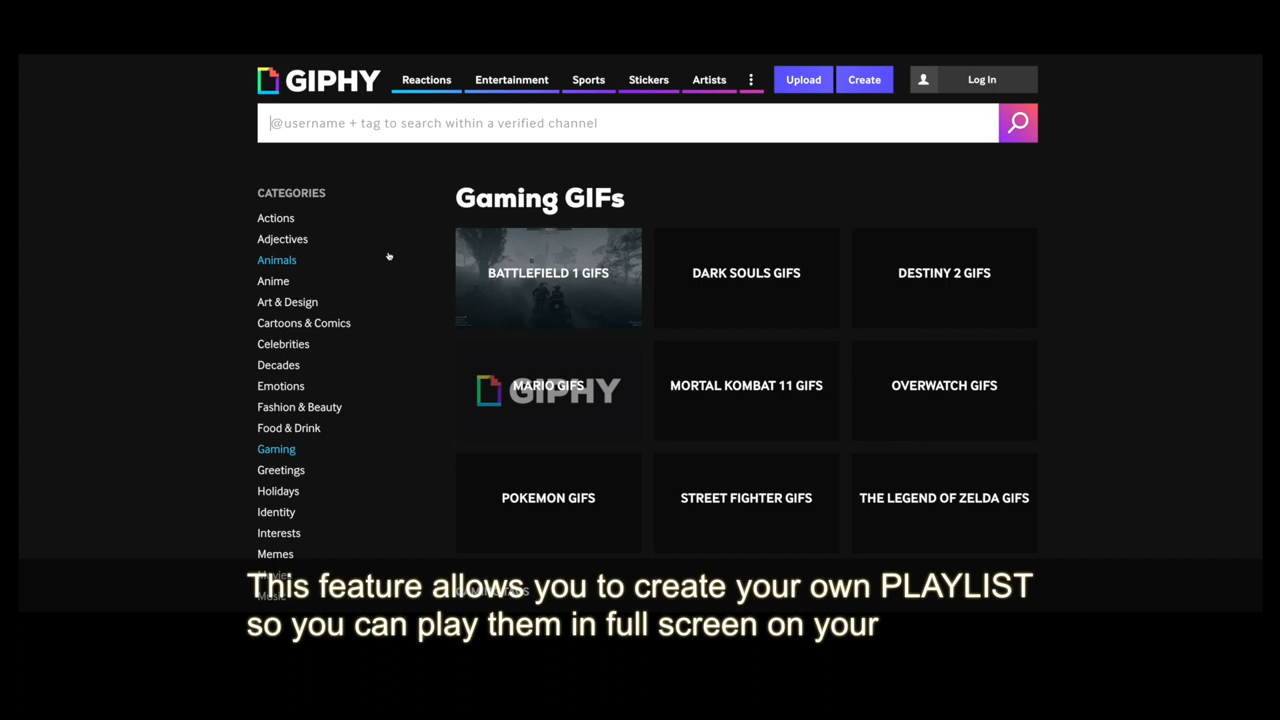 GIPHY
Reactions
Entertainment
Sports
Stickers
Artists
Upload
Create
Log In
@username + tag to search within a verified channel
CATEGORIES
Actions
Adjectives
Animals
Anime
Art & Design
Cartoons & Comics
Celebrities
Decades
Emotions
Fashion & Beauty
Food & Drink
Gaming
Greetings
Holidays
Identity
Interests
Memes
Gaming GIFs
BATTLEFIELD 1 GIFS
DARK SOULS GIFS
DESTINY 2 GIFS
MARIO GIFS
GIPHY
MORTAL KOMBAT 11 GIFS
OVERWATCH GIFS
POKEMON GIFS
STREET FIGHTER GIFS
THE LEGEND OF ZELDA GIFS
This feature allows you to create your own PLAYLIST
so you can play them in full screen on your